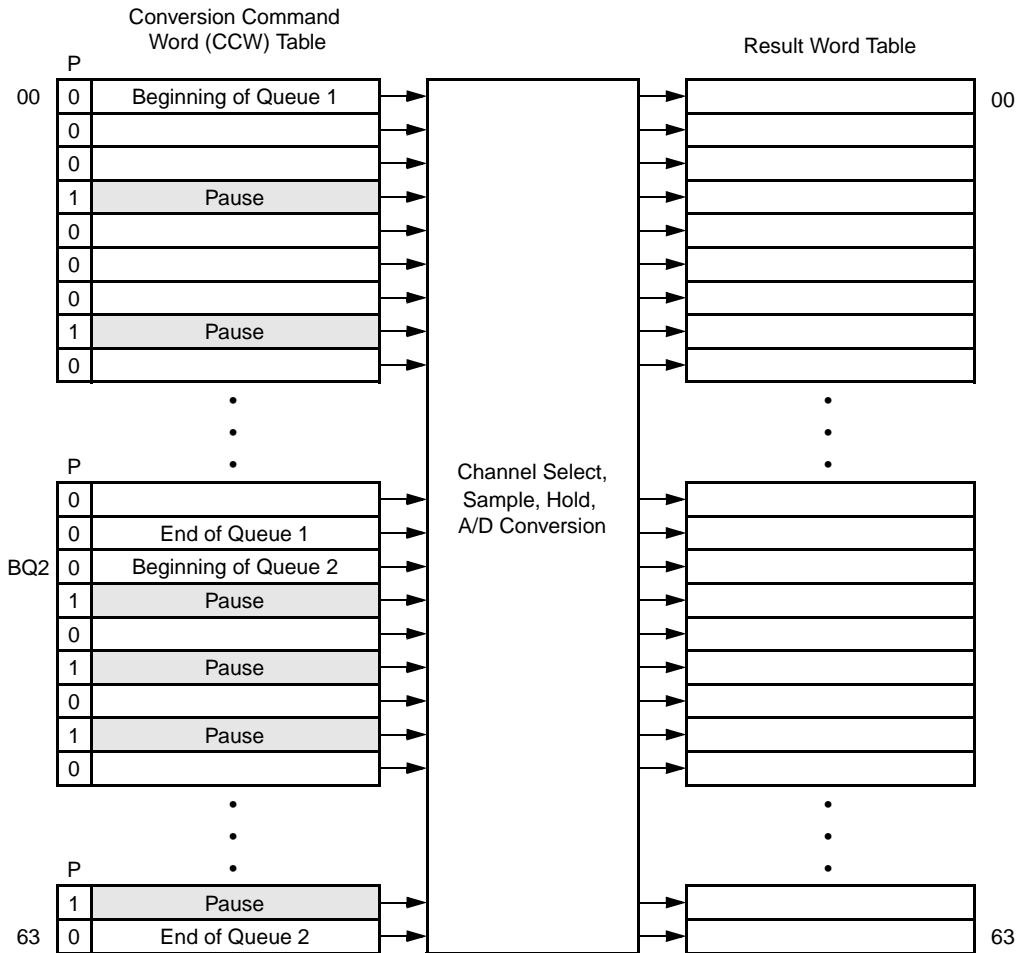 Conversion Command
Word (CCW) Table
Result Word Table
P
00 0 Beginning of Queue 1 00
0
0
1 Pause
0
0
0
1 Pause
0
P
0
0 End of Queue 1
BQ2 0 Beginning of Queue 2
1 Pause
0
1 Pause
0
1 Pause
0
Channel Select,
Sample, Hold,
A/D Conversion
P
1 Pause
63 0 End of Queue 2 63